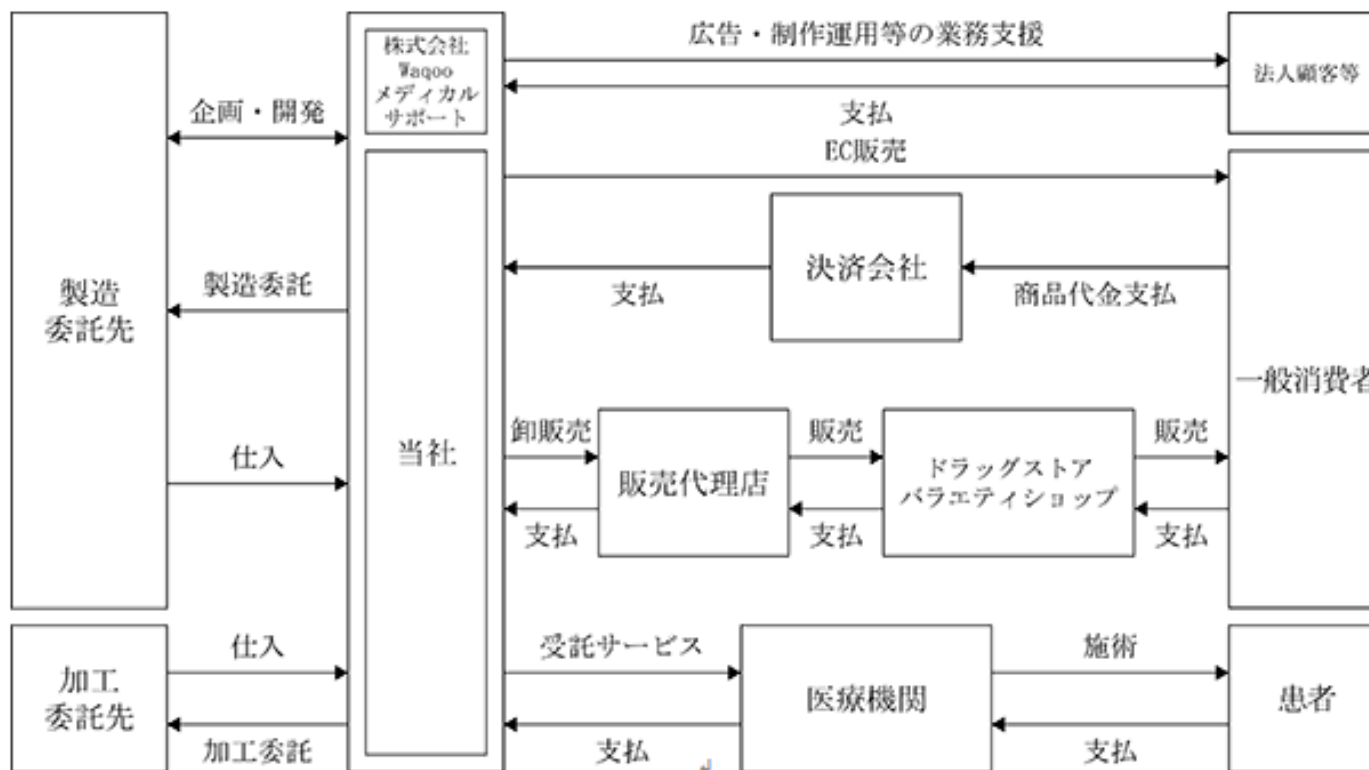 株式会社
Waqoo
メディカル
サポート
広告・制作運用等の業務支援
法人顧客等
支払
企画・開発
EC販売
決済会社
支払
商品代金支払
製造
委託先
製造委託
一般消費者
当社
卸販売
販売
販売
販売代理店
ドラッグストア
バラエティショップ
支払
支払
支払
仕入
仕入
受託サービス
施術
加工
委託先
医療機関
患者
加工委託
支払
支払